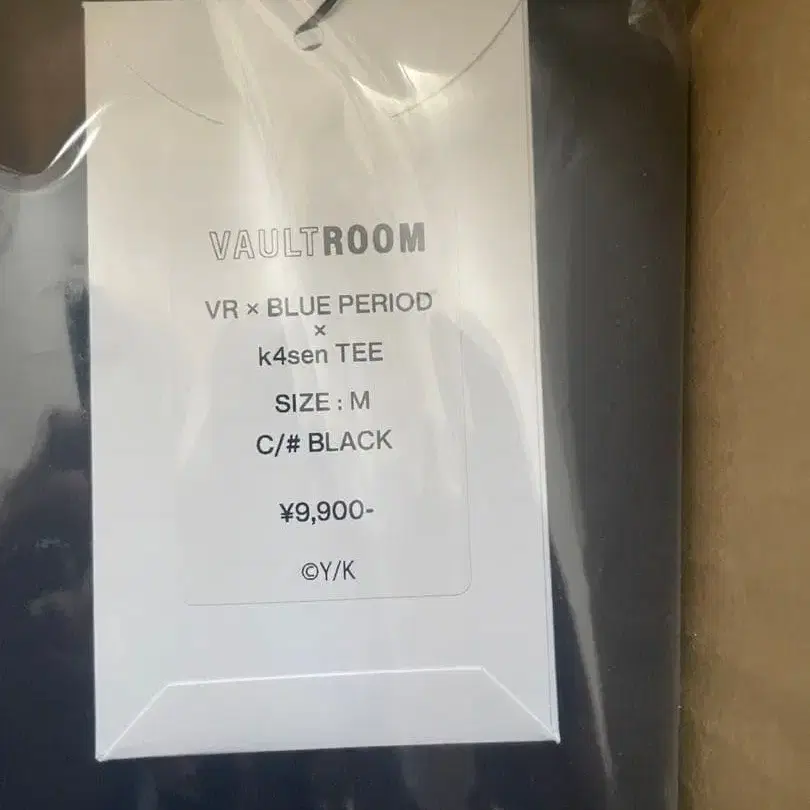 VAULTROOM
VR × BLUE PERIOD
×
k4sen TEE
SIZE : M
C/# BLACK
¥9,900-
©Y/K